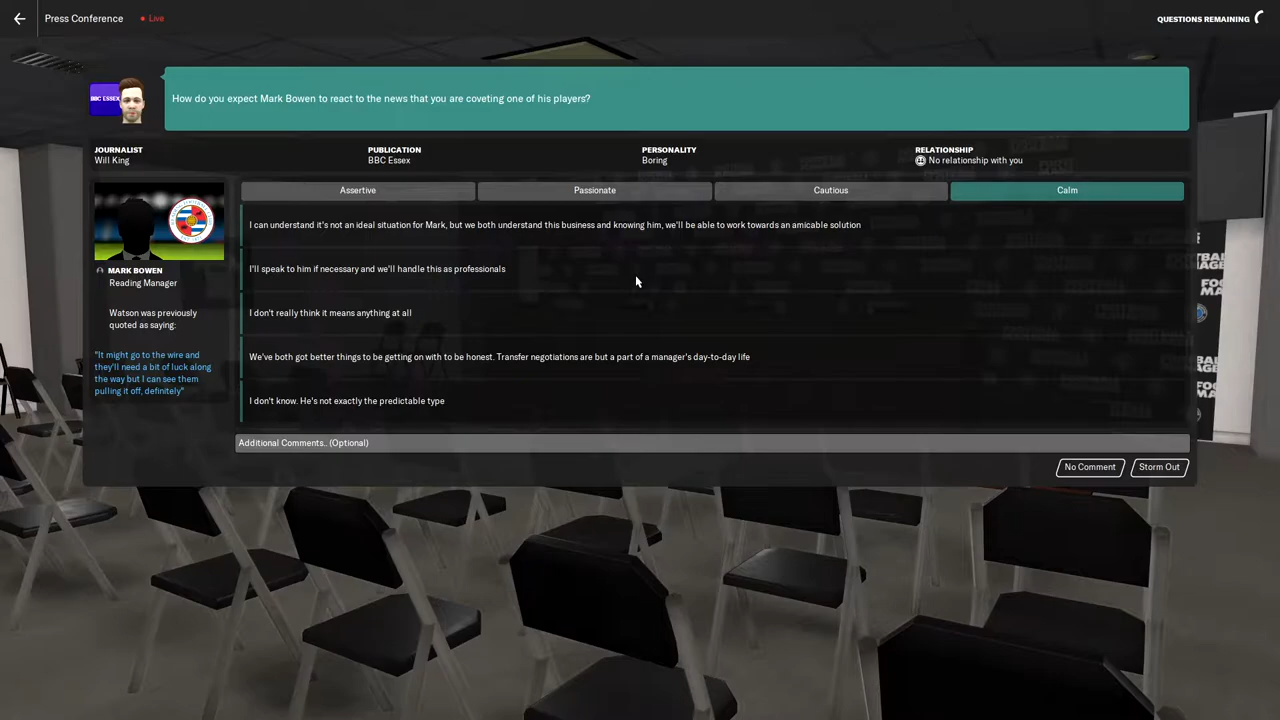 Press Conference
Live
QUESTIONS REMAINING
BBC ESSEX
How do you expect Mark Bowen to react to the news that you are coveting one of his players?
JOURNALIST
Will King
PUBLICATION
BBC Essex
PERSONALITY
Boring
RELATIONSHIP
No relationship with you
Assertive
Passionate
Cautious
Calm
MARK BOWEN
Reading Manager
Watson was previously
quoted as saying:
"It might go to the wire and
they'll need a bit of luck along
the way but I can see them
pulling it off, definitely"
I can understand it's not an ideal situation for Mark, but we both understand this business and knowing him, we'll be able to work towards an amicable solution
I'll speak to him if necessary and we'll handle this as professionals
I don't really think it means anything at all
We've both got better things to be getting on with to be honest. Transfer negotiations are but a part of a manager's day-to-day life
I don't know. He's not exactly the predictable type
Additional Comments.. (Optional)
No Comment
Storm Out